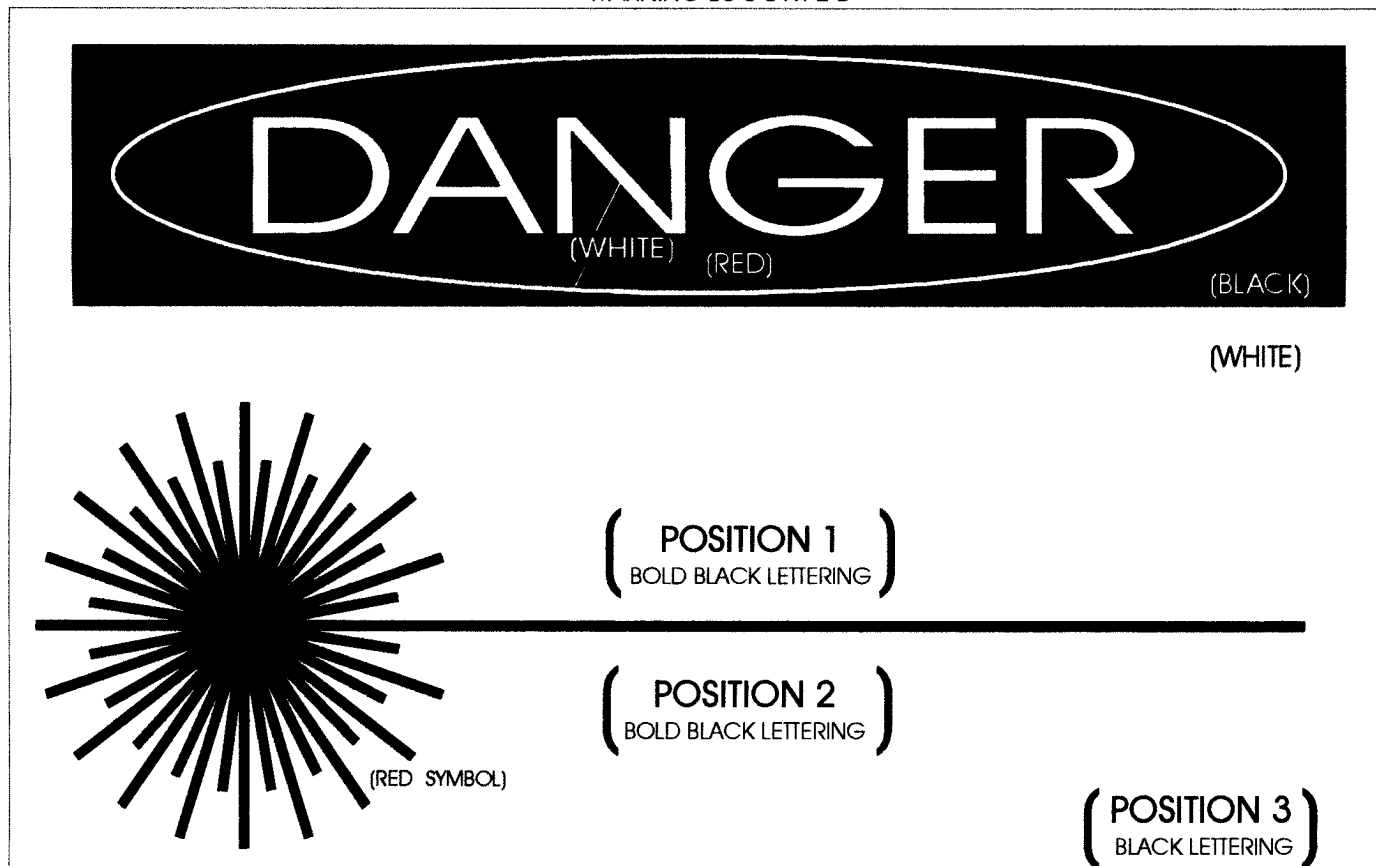 DANGER
(WHITE)
(RED)
(BLACK)
(WHITE)
POSITION 1
BOLD BLACK LETTERING
POSITION 2
BOLD BLACK LETTERING
(RED SYMBOL)
POSITION 3
BLACK LETTERING